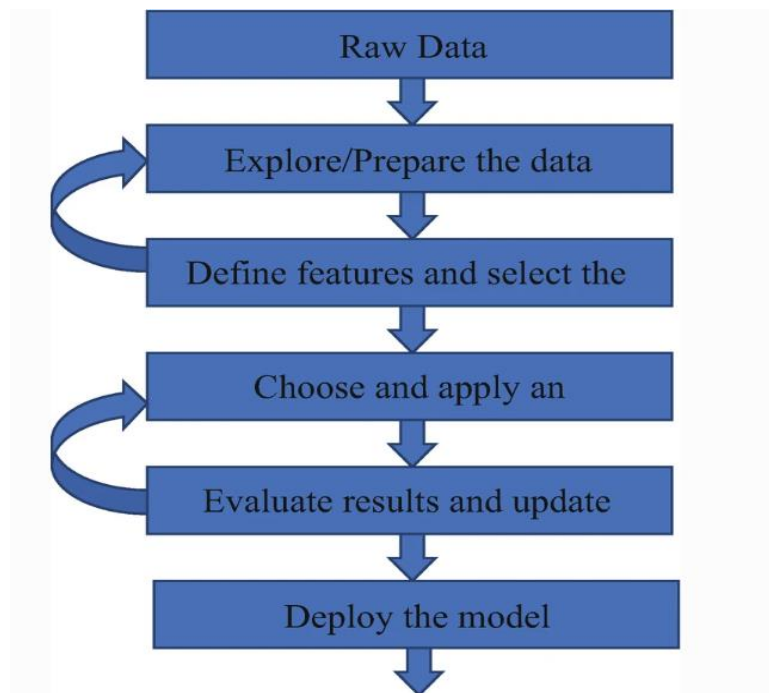 Raw Data
Explore/Prepare the data
Define features and select the
Choose and apply an
Evaluate results and update
Deploy the model